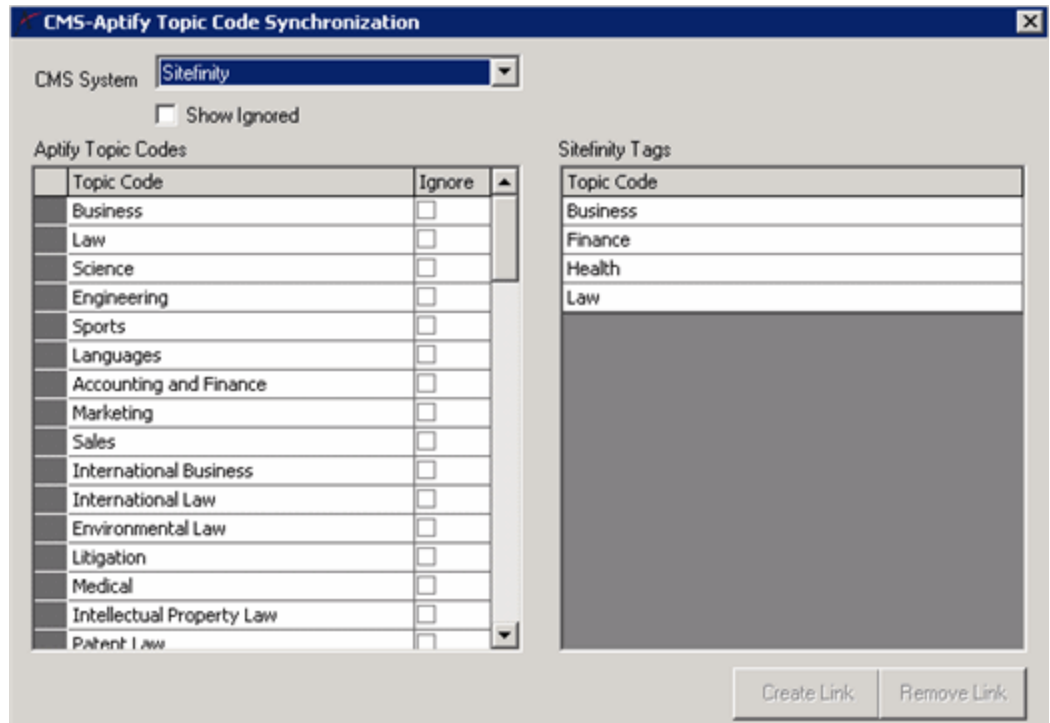 CMS-Aptify Topic Code Synchronization
CMS System Sitefinity
Show Ignored
Aptify Topic Codes
Topic Code Ignore
Business
Law
Science
Engineering
Sports
Languages
Accounting and Finance
Marketing
Sales
International Business
International Law
Environmental Law
Litigation
Medical
Intellectual Property Law
Patent Law
Sitefinity Tags
Topic Code
Business
Finance
Health
Law
Create Link Remove Link